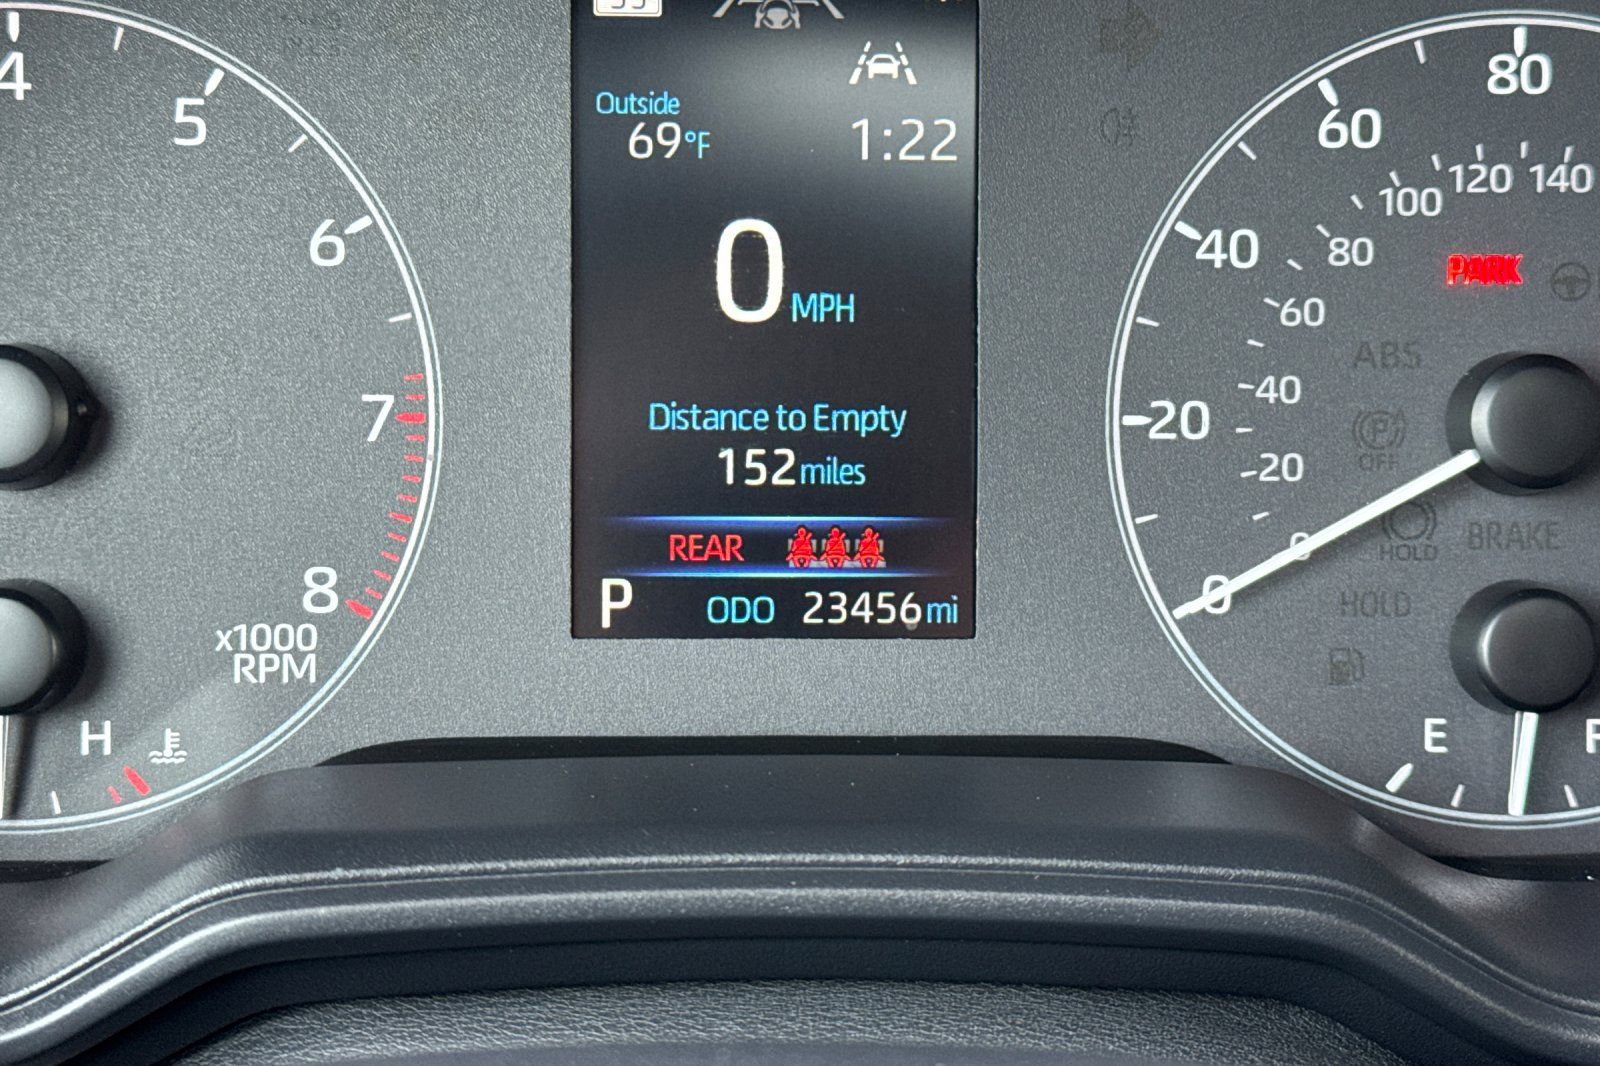 4
5
6
7
8
x1000
RPM
H
Outside
69°F
1:22
0 MPH
Distance to Empty
152 miles
REAR
P ODO 23456 mi
80
60
40
20
0
140
120
100
80
60
40
20
0
PARK
ABS
P
OFF
HOLD
BRAKE
HOLD
E
F